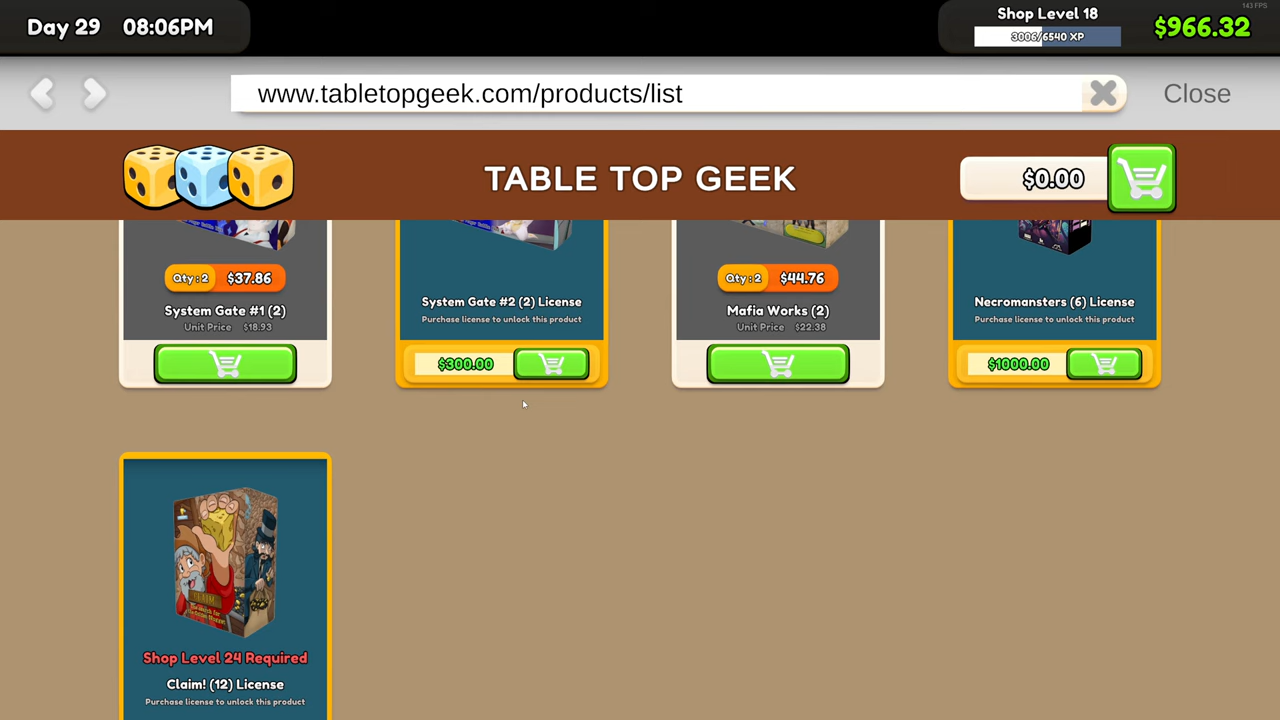 143 FPS
Day 29 08:06PM
Shop Level 18
3006/6540 XP
$966.32
www.tabletopgeek.com/products/list
Close
TABLE TOP GEEK
$0.00
Qty : 2 $37.86
System Gate #1 (2)
Unit Price $18.93
System Gate #2 (2) License
Purchase license to unlock this product
$300.00
Qty : 2 $44.76
Mafia Works (2)
Unit Price $22.38
Necromansters (6) License
Purchase license to unlock this product
$1000.00
CLAIM
Shop Level 24 Required
Claim! (12) License
Purchase license to unlock this product